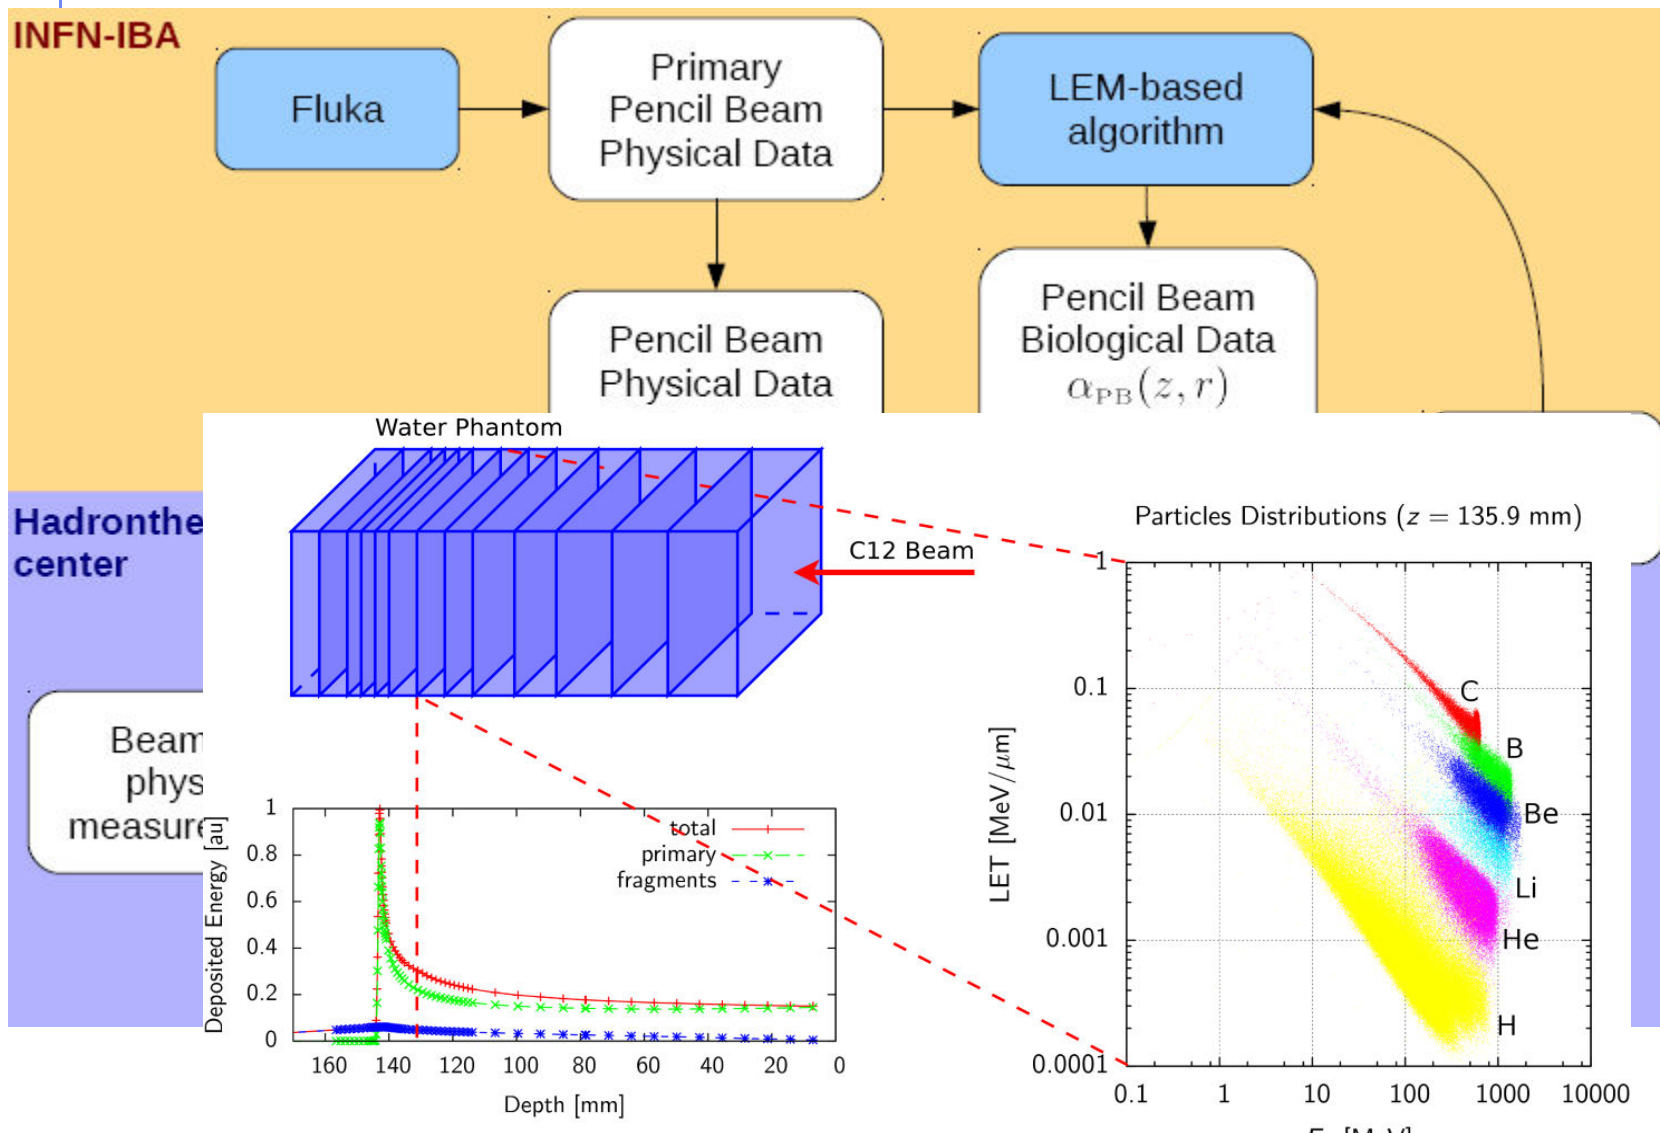 INFN-IBA
Fluka
Primary
Pencil Beam
Physical Data
LEM-based
algorithm
Pencil Beam
Physical Data
Pencil Beam
Biological Data
α_PB(z, r)
Hadronthe
center
Beam
phys
measure
Water Phantom
C12 Beam
Deposited Energy [au]
1
0.8
0.6
0.4
0.2
0
total
primary
fragments
160 140 120 100 80 60 40 20 0
Depth [mm]
Particles Distributions (z = 135.9 mm)
LET [MeV/μm]
1
0.1
0.01
0.001
0.0001
C
B
Be
Li
He
H
0.1 1 10 100 1000 10000